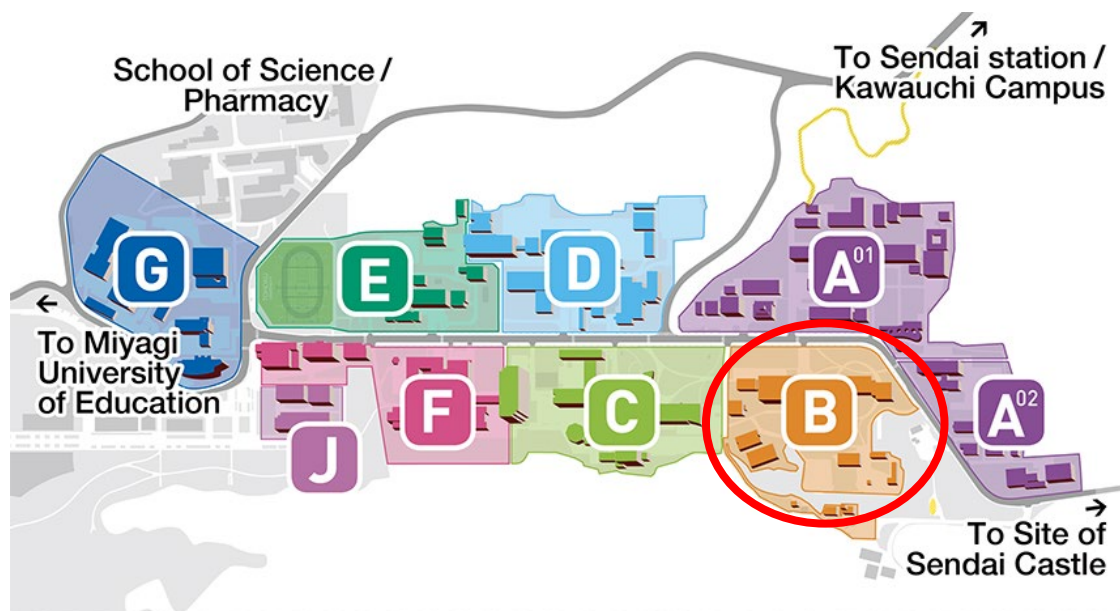 School of Science /
Pharmacy
To Sendai station /
Kawauchi Campus
G
E
D
A01
To Miyagi
University
of Education
J
F
C
B
A02
To Site of
Sendai Castle